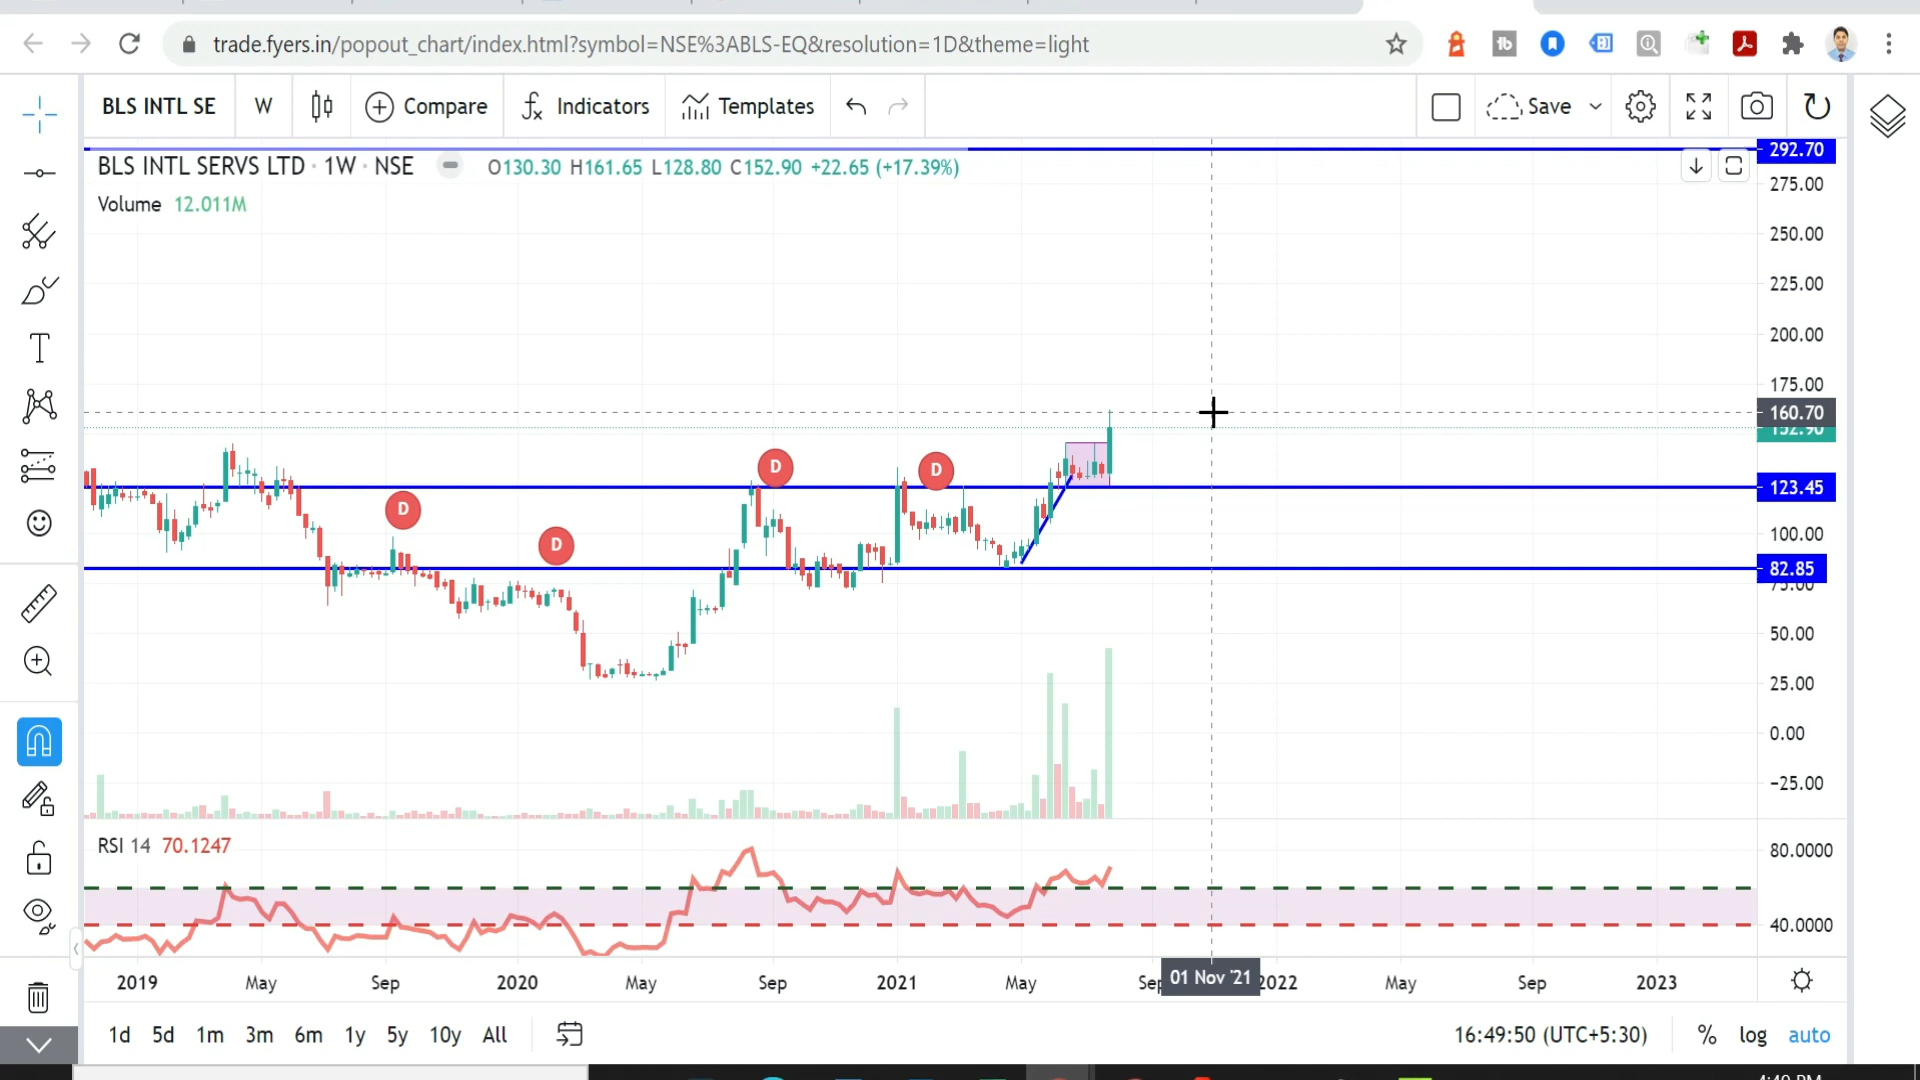 trade.fyers.in/popout_chart/index.html?symbol=NSE%3ABLS-EQ&resolution=1D&theme=light
BLS INTL SE W Compare Indicators Templates Save
BLS INTL SERVS LTD · 1W · NSE O130.30 H161.65 L128.80 C152.90 +22.65 (+17.39%)
Volume 12.011M
292.70
275.00
250.00
225.00
200.00
175.00
160.70
152.90
123.45
100.00
82.85
75.00
50.00
25.00
0.00
−25.00
D
D
D
D
RSI 14 70.1247
80.0000
40.0000
2019 May Sep 2020 May Sep 2021 May Sep 01 Nov '21 2022 May Sep 2023
1d 5d 1m 3m 6m 1y 5y 10y All 16:49:50 (UTC+5:30) % log auto